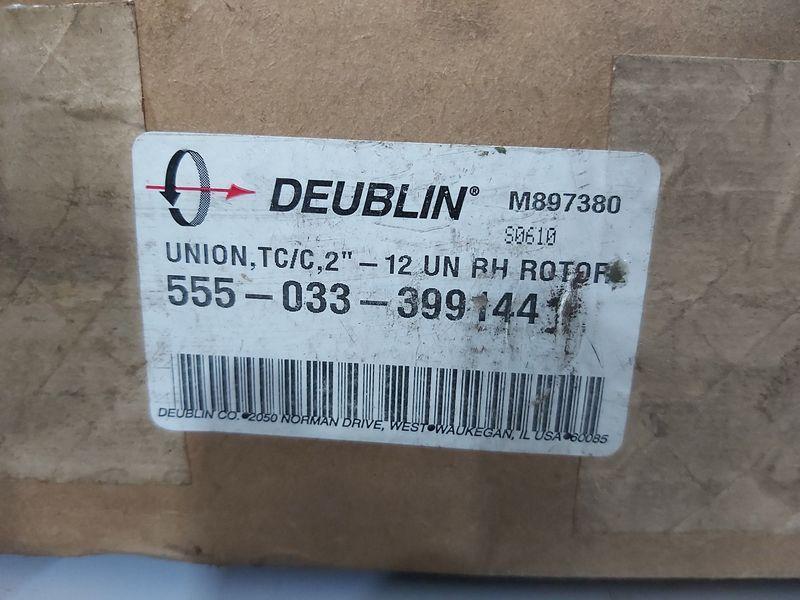 DEUBLIN® M897380
S0610
UNION,TC/C,2"-12 UN RH ROTOR
555-033-399144
DEUBLIN CO.•2050 NORMAN DRIVE, WEST•WAUKEGAN, IL USA•60085